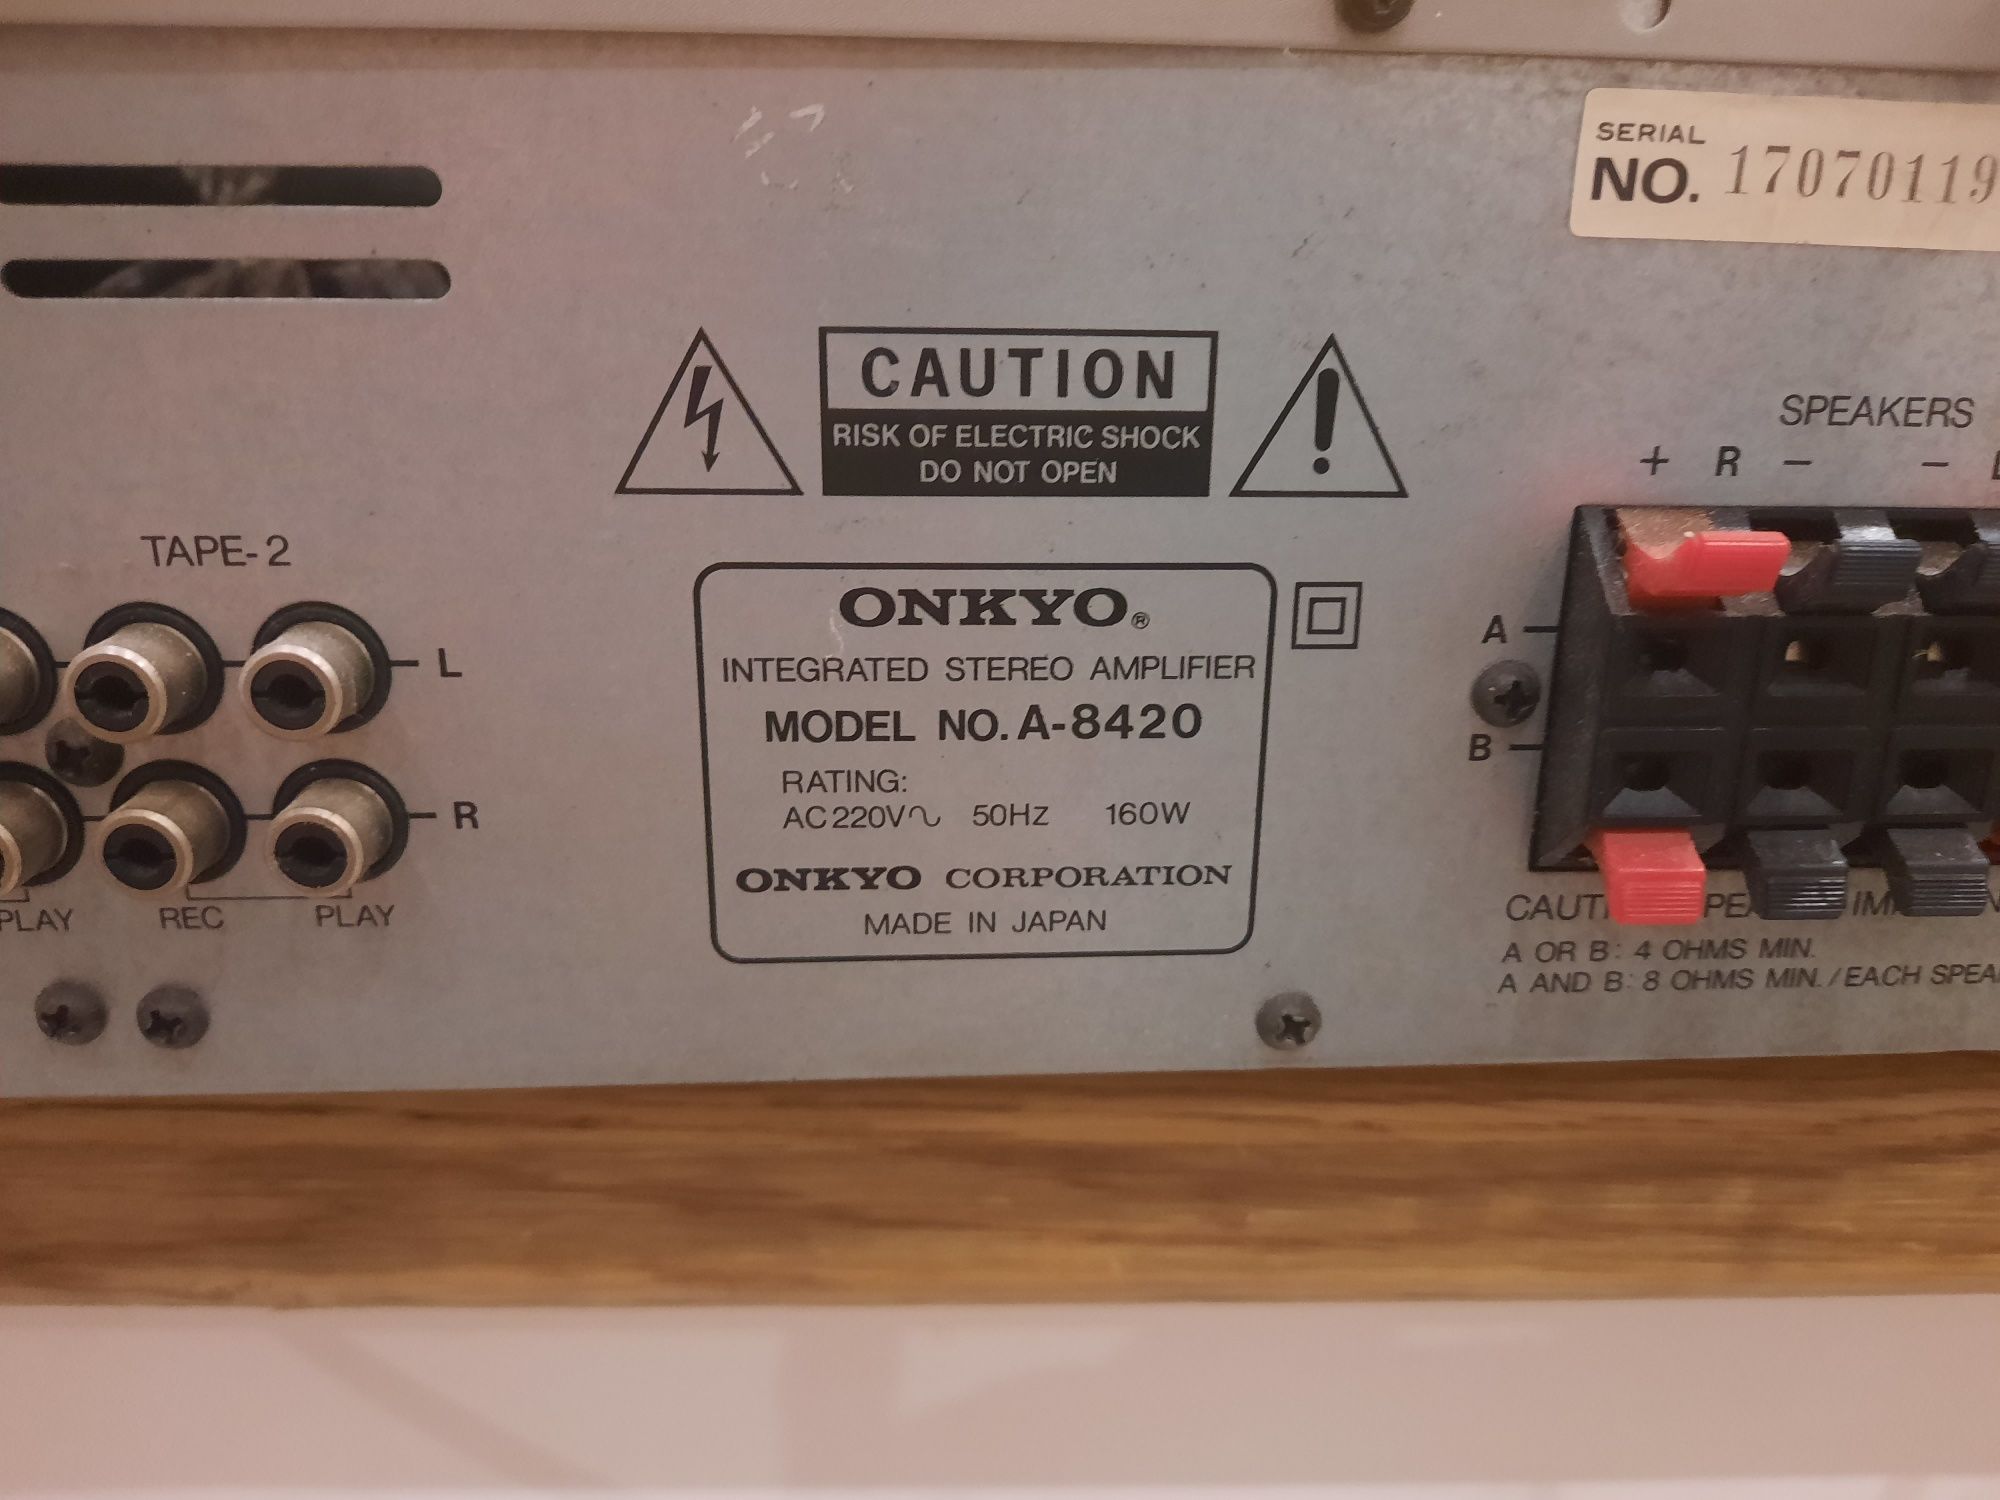 SERIAL
NO. 17070119
CAUTION
RISK OF ELECTRIC SHOCK
DO NOT OPEN
SPEAKERS
+ R − −
TAPE-2
L
R
PLAY
REC
PLAY
ONKYO®
INTEGRATED STEREO AMPLIFIER
MODEL NO. A-8420
RATING:
AC 220V∿ 50Hz 160W
ONKYO CORPORATION
MADE IN JAPAN
A
B
A OR B: 4 OHMS MIN.
A AND B: 8 OHMS MIN./EACH